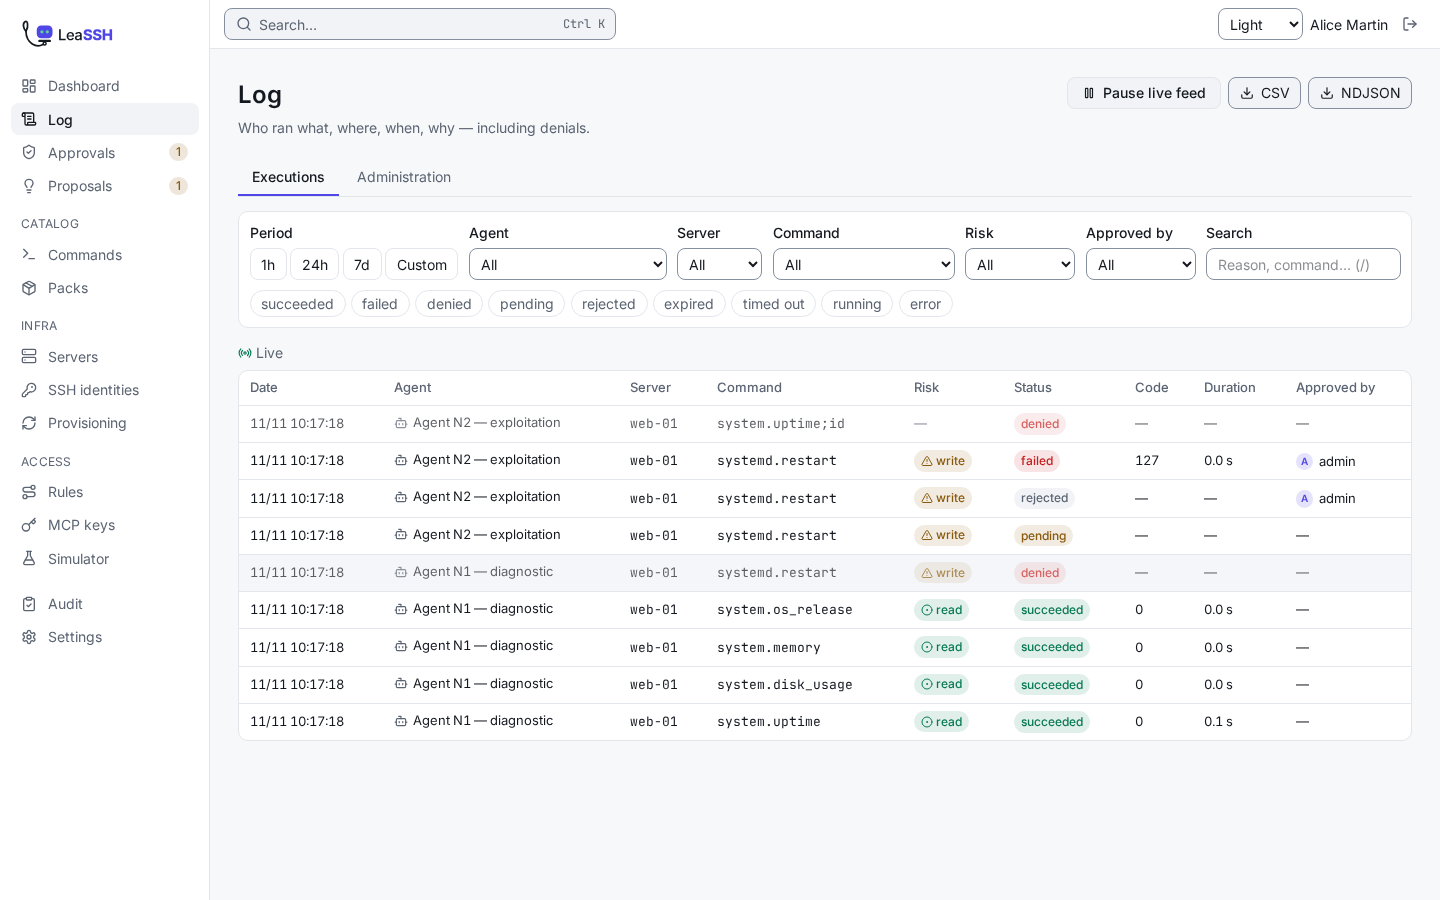 LeaSSH
Search... Ctrl K
Light Alice Martin
Dashboard
Log
Approvals 1
Proposals 1
CATALOG
Commands
Packs
INFRA
Servers
SSH identities
Provisioning
ACCESS
Rules
MCP keys
Simulator
Audit
Settings
Log
Pause live feed CSV NDJSON
Who ran what, where, when, why — including denials.
Executions Administration
Period Agent Server Command Risk Approved by Search
1h 24h 7d Custom All All All All All Reason, command... (/)
succeeded failed denied pending rejected expired timed out running error
Live
Date Agent Server Command Risk Status Code Duration Approved by
11/11 10:17:18 Agent N2 — exploitation web-01 system.uptime;id — denied — — —
11/11 10:17:18 Agent N2 — exploitation web-01 systemd.restart write failed 127 0.0 s A admin
11/11 10:17:18 Agent N2 — exploitation web-01 systemd.restart write rejected — — A admin
11/11 10:17:18 Agent N2 — exploitation web-01 systemd.restart write pending — — —
11/11 10:17:18 Agent N1 — diagnostic web-01 systemd.restart write denied — — —
11/11 10:17:18 Agent N1 — diagnostic web-01 system.os_release read succeeded 0 0.0 s —
11/11 10:17:18 Agent N1 — diagnostic web-01 system.memory read succeeded 0 0.0 s —
11/11 10:17:18 Agent N1 — diagnostic web-01 system.disk_usage read succeeded 0 0.0 s —
11/11 10:17:18 Agent N1 — diagnostic web-01 system.uptime read succeeded 0 0.1 s —